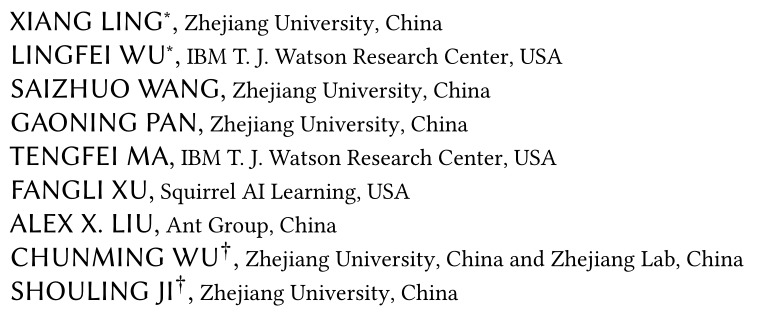 XIANG LING*, Zhejiang University, China
LINGFEI WU*, IBM T. J. Watson Research Center, USA
SAIZHUO WANG, Zhejiang University, China
GAONING PAN, Zhejiang University, China
TENGFEI MA, IBM T. J. Watson Research Center, USA
FANGLI XU, Squirrel AI Learning, USA
ALEX X. LIU, Ant Group, China
CHUNMING WU†, Zhejiang University, China and Zhejiang Lab, China
SHOULING JI†, Zhejiang University, China